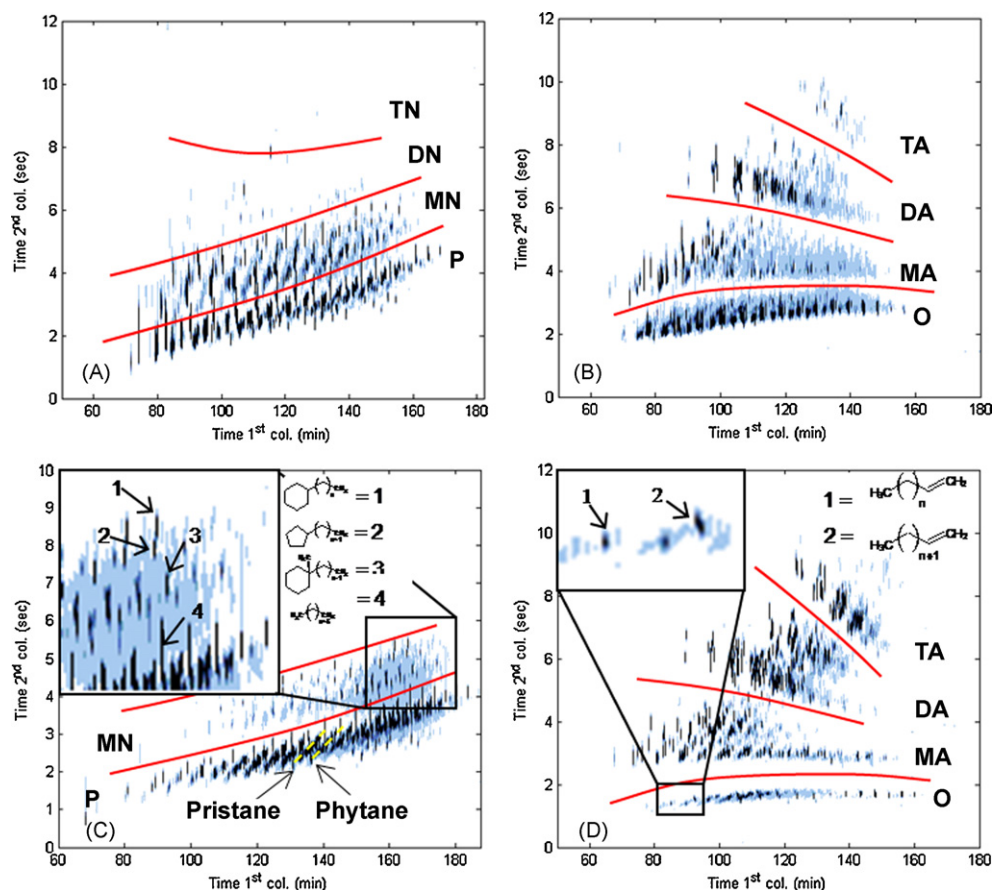 12
10
8
6
4
2
0
Time 2nd col. (sec)
TN
DN
MN
P
(A)
60 80 100 120 140 160 180
Time 1st col. (min)
12
10
8
6
4
2
0
Time 2nd col. (sec)
TA
DA
MA
O
(B)
60 80 100 120 140 160 180
Time 1st col. (min)
10
9
8
7
6
5
4
3
2
1
0
Time 2nd col. (sec)
1
2
3
4
n = 1
n-1 = 2
= 3
= 4
MN
P
Pristane
Phytane
(C)
60 80 100 120 140 160 180
Time 1st col. (min)
12
10
8
6
4
2
0
Time 2nd col. (sec)
1
2
1 = H3C n CH2
2 = H3C n+1 CH2
TA
DA
MA
O
(D)
60 80 100 120 140 160 180
Time 1st col. (min)